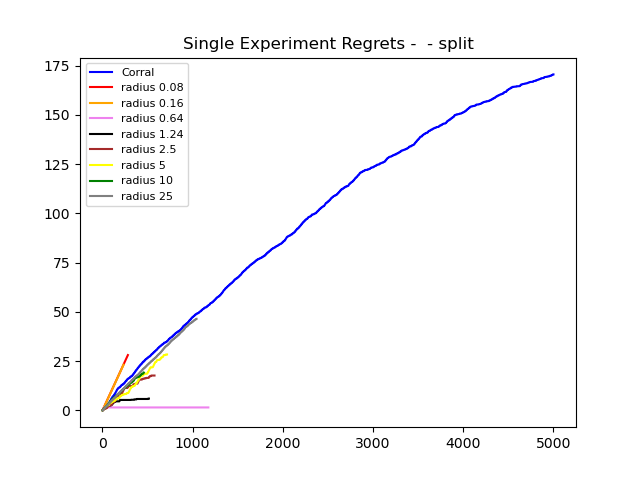 Single Experiment Regrets -  - split
175
150
125
100
75
50
25
0
Corral
radius 0.08
radius 0.16
radius 0.64
radius 1.24
radius 2.5
radius 5
radius 10
radius 25
0
1000
2000
3000
4000
5000